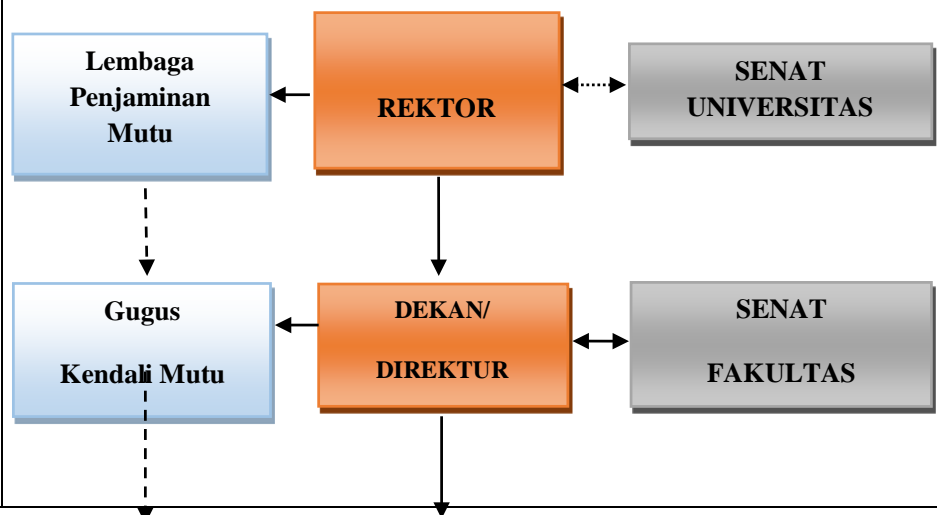 Lembaga
Penjaminan
Mutu
REKTOR
SENAT
UNIVERSITAS
Gugus
Kendali Mutu
DEKAN/
DIREKTUR
SENAT
FAKULTAS